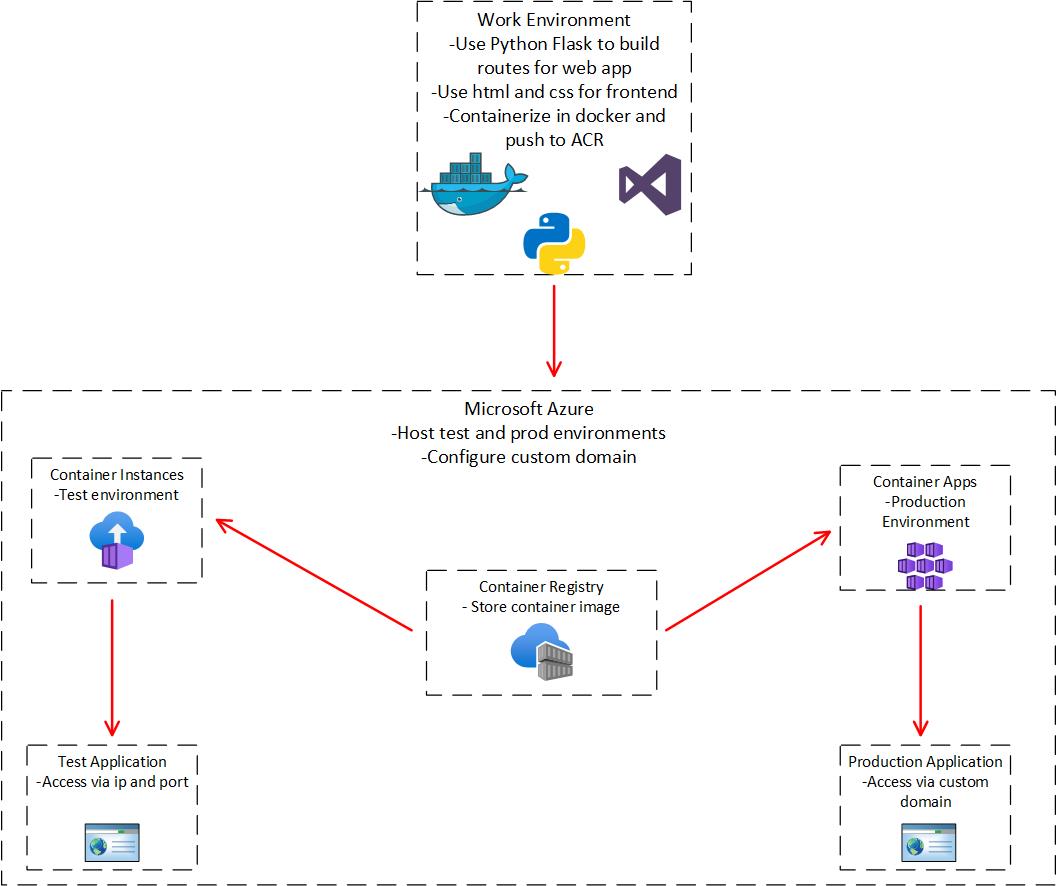 Work Environment
-Use Python Flask to build
routes for web app
-Use html and css for frontend
-Containerize in docker and
push to ACR
Microsoft Azure
-Host test and prod environments
-Configure custom domain
Container Instances
-Test environment
Container Apps
-Production
Environment
Container Registry
- Store container image
Test Application
-Access via ip and port
Production Application
-Access via custom
domain